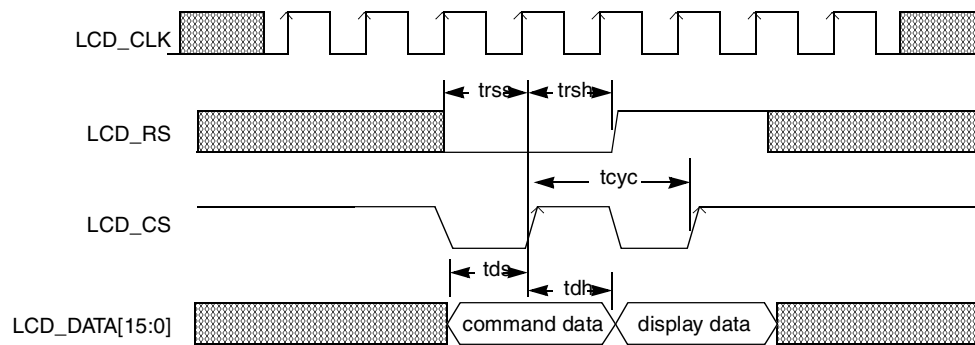 LCD_CLK
trss trsh
LCD_RS
tcyc
LCD_CS
tds
tdh
LCD_DATA[15:0] command data display data